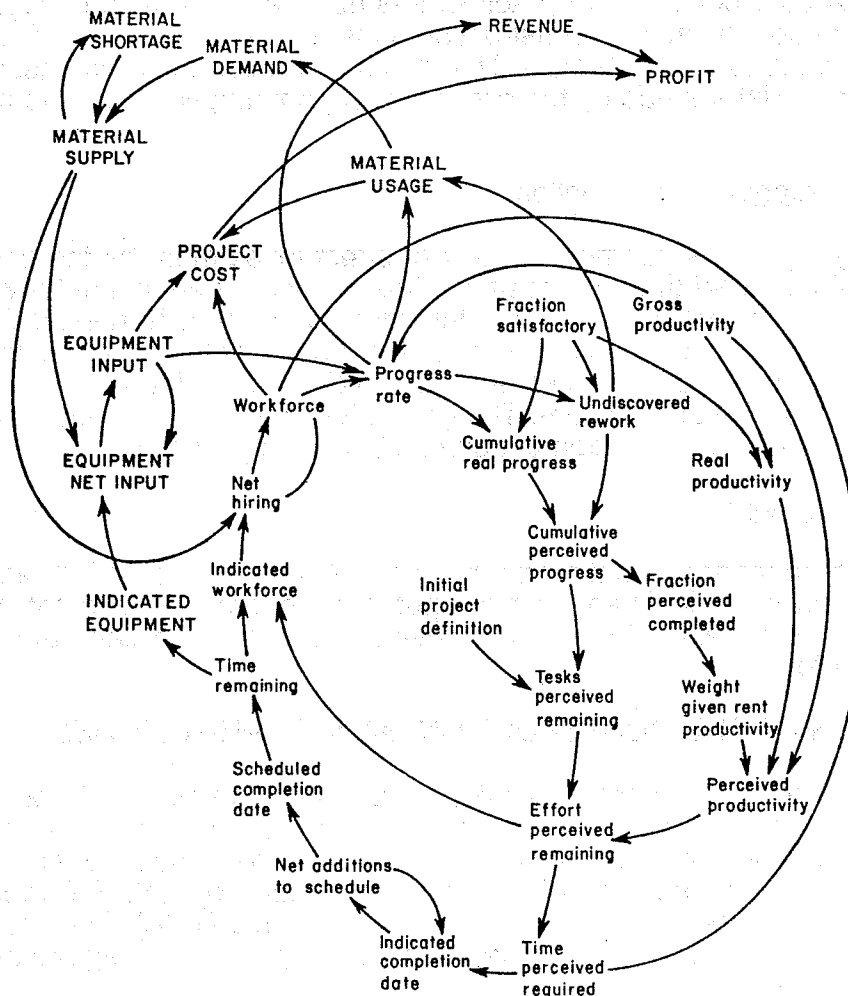 MATERIAL
SHORTAGE
MATERIAL
DEMAND
REVENUE
PROFIT
MATERIAL
SUPPLY
MATERIAL
USAGE
PROJECT
COST
Fraction
satisfactory
Gross
productivity
EQUIPMENT
INPUT
Progress
rate
Workforce
Undiscovered
rework
Cumulative
real progress
EQUIPMENT
NET INPUT
Net
hiring
Real
productivity
Cumulative
perceived
progress
Indicated
workforce
Initial
project
definition
Fraction
perceived
completed
INDICATED
EQUIPMENT
Time
remaining
Tesks
perceived
remaining
Weight
given rent
productivity
Scheduled
completion
date
Effort
perceived
remaining
Perceived
productivity
Net additions
to schedule
Indicated
completion
date
Time
perceived
required